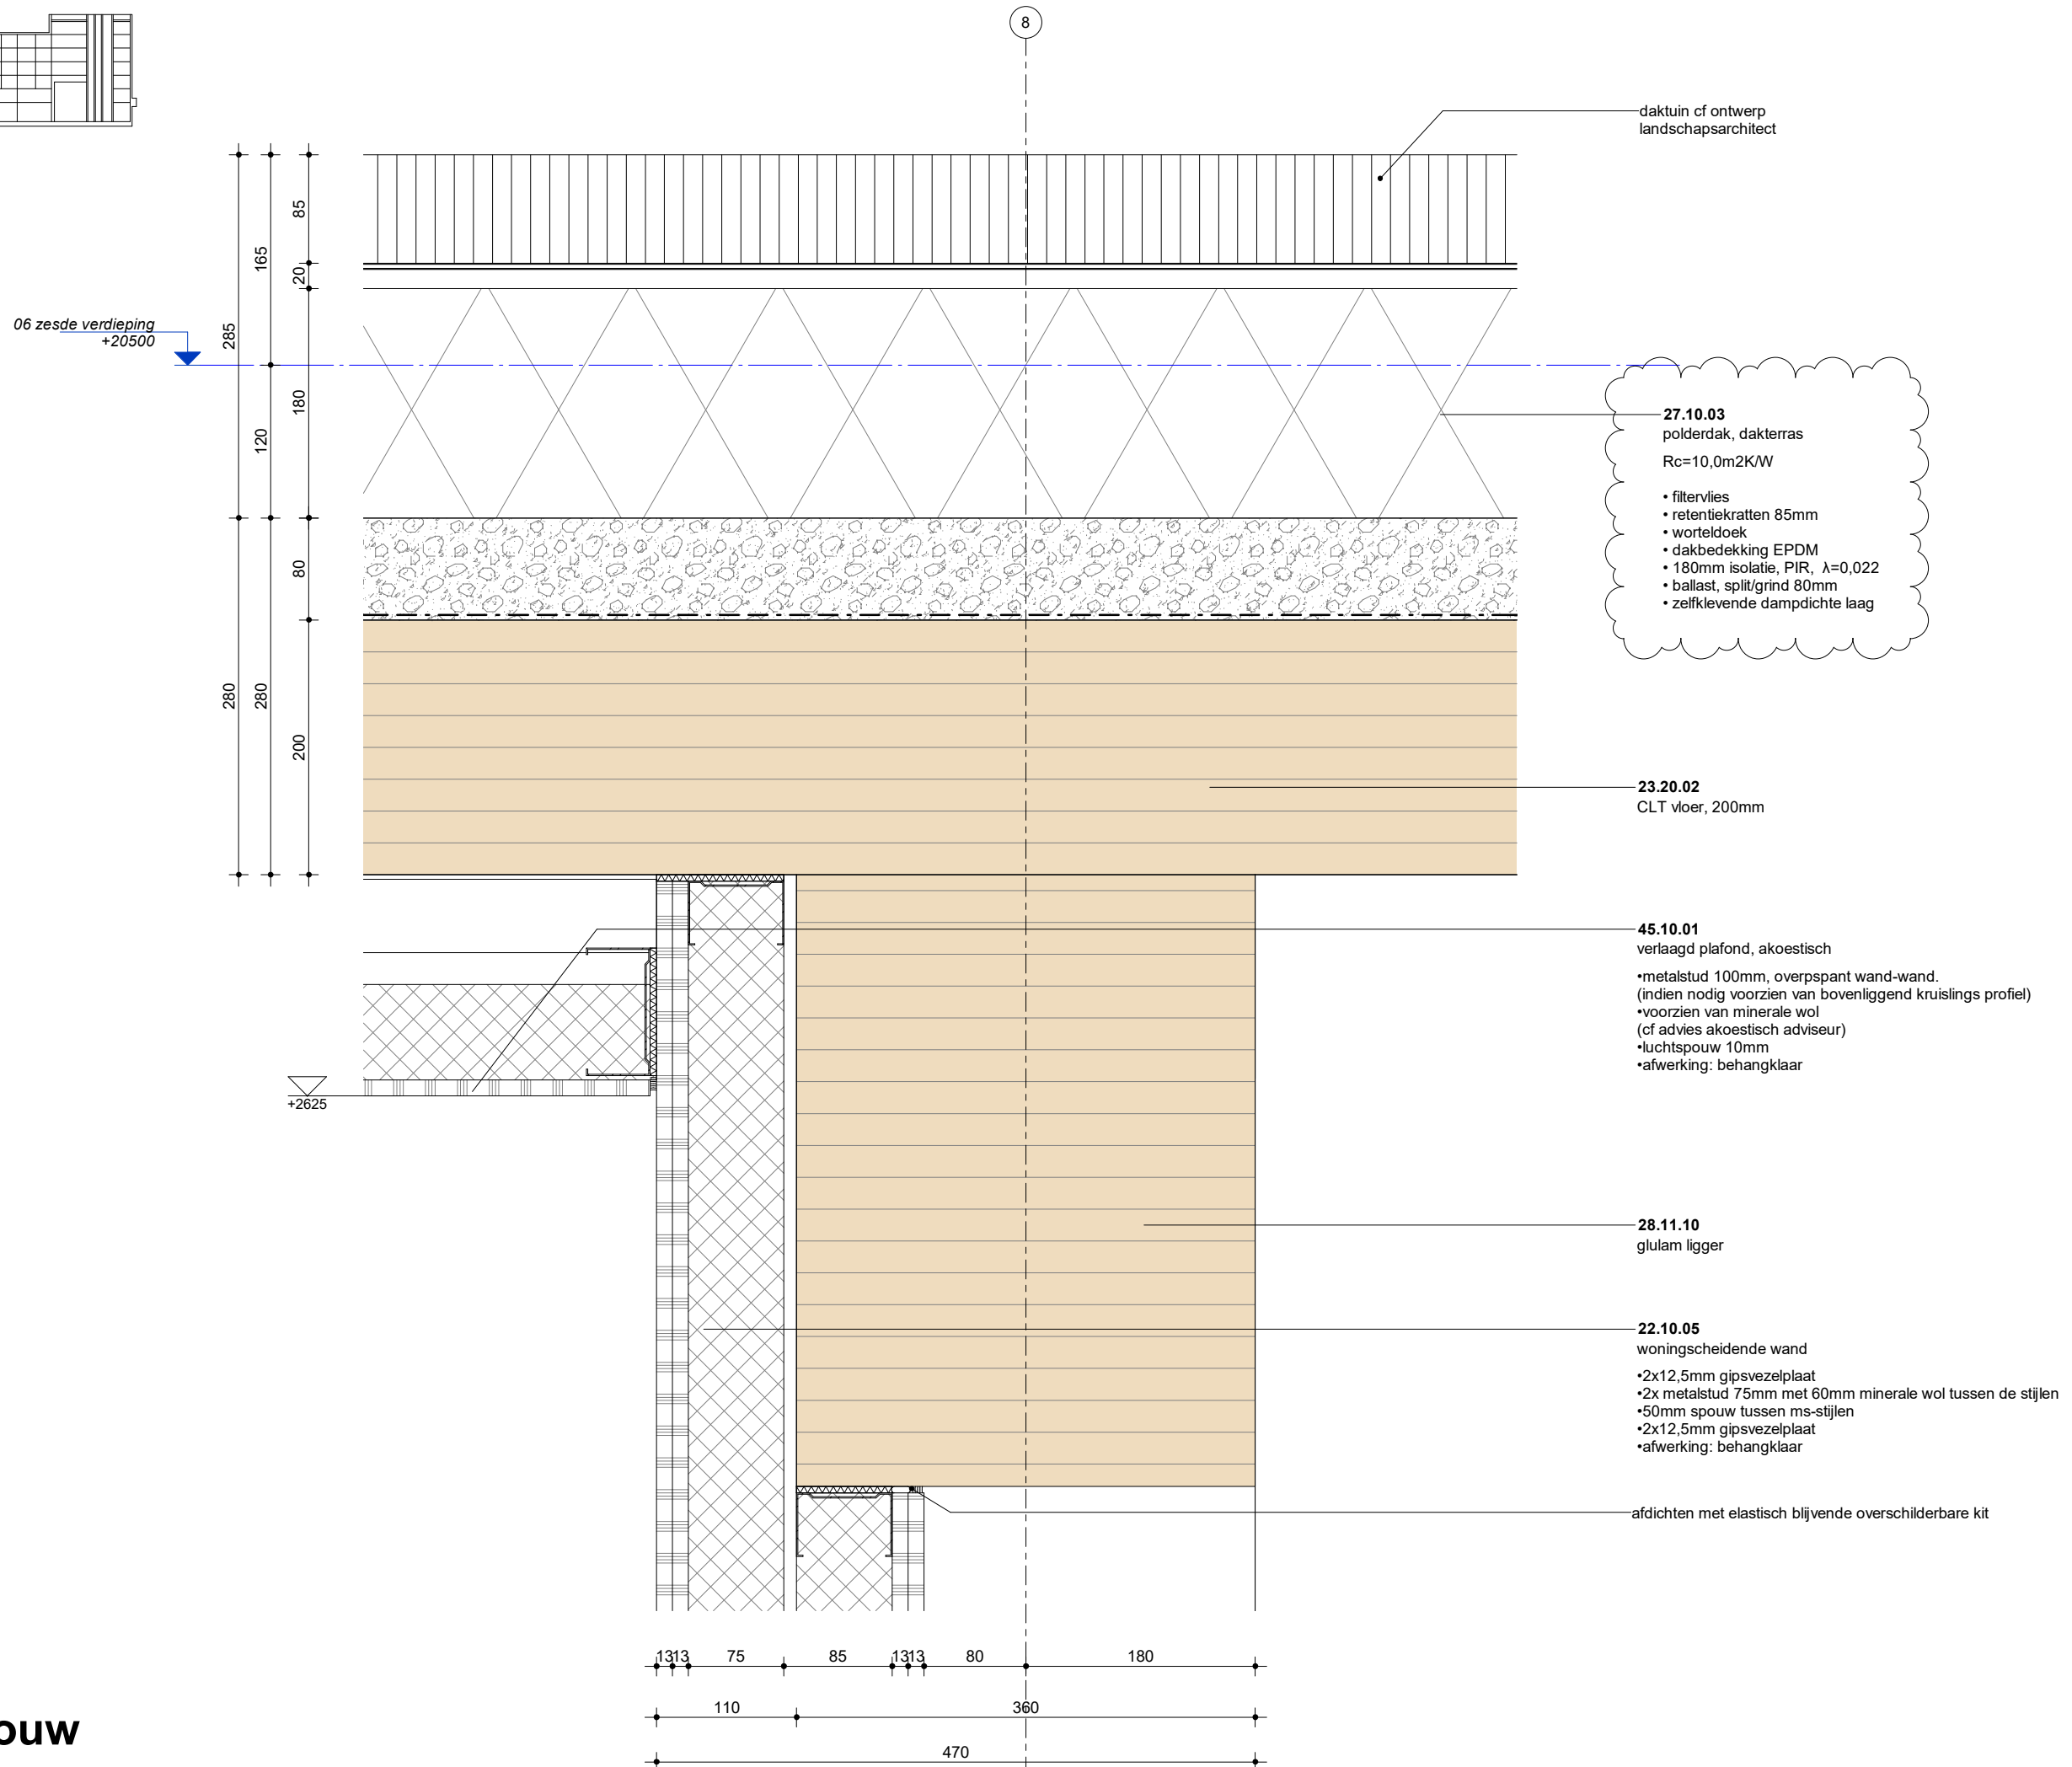 8
daktuin cf ontwerp
landschapsarchitect
85
165
20
06 zesde verdieping
+20500
285
180
120
27.10.03
polderdak, dakterras
Rc=10,0m2K/W
• filtervlies
• retentiekratten 85mm
• worteldoek
• dakbedekking EPDM
• 180mm isolatie, PIR, λ=0,022
• ballast, split/grind 80mm
• zelfklevende dampdichte laag
80
280
280
200
23.20.02
CLT vloer, 200mm
45.10.01
verlaagd plafond, akoestisch
•metalstud 100mm, overpspant wand-wand.
(indien nodig voorzien van bovenliggend kruislings profiel)
•voorzien van minerale wol
(cf advies akoestisch adviseur)
•luchtspouw 10mm
•afwerking: behangklaar
+2625
28.11.10
glulam ligger
22.10.05
woningscheidende wand
•2x12,5mm gipsvezelplaat
•2x metalstud 75mm met 60mm minerale wol tussen de stijlen
•50mm spouw tussen ms-stijlen
•2x12,5mm gipsvezelplaat
•afwerking: behangklaar
afdichten met elastisch blijvende overschilderbare kit
13 13 75 85 13 13 80 180
110 360
ouw
470